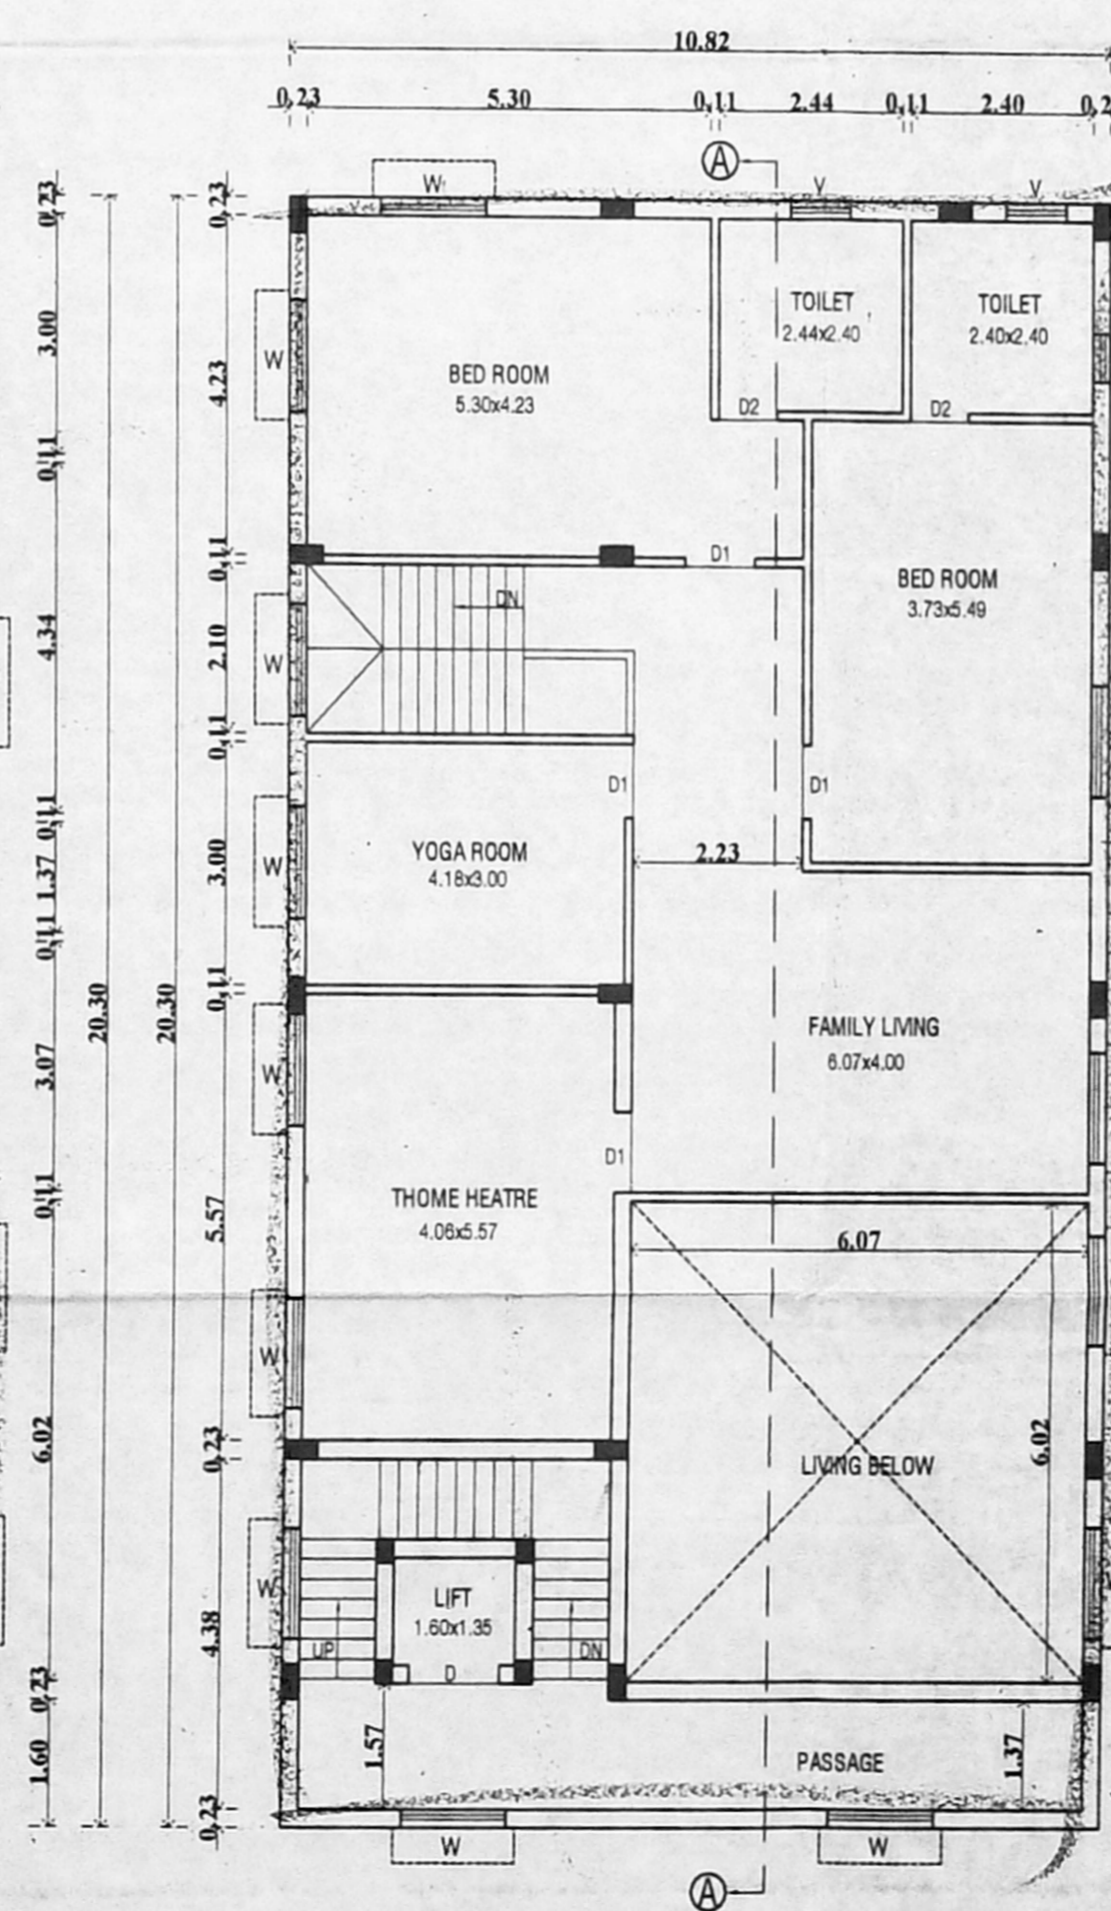 10.82
0.23 5.30 0.11 2.44 0.11 2.40 0.2
A
W V V
0.23 0.23
TOILET TOILET
2.44x2.40 2.40x2.40
3.00
W
BED ROOM
5.30x4.23
4.23
D2 D2
0.11
D1
0.11
BED ROOM
3.73x5.49
DN
4.34 2.10 W
0.11
D1 D1
0.11
YOGA ROOM
4.18x3.00
2.23
3.00 W
1.37
0.11
0.11
20.30 20.30
FAMILY LIVING
6.07x4.00
W
3.07
D1
0.11
THOME HEATRE
4.06x5.57
5.57
6.07
W
6.02
0.23
6.02
LIVING BELOW
W
LIFT
1.60x1.35
4.38
UP D DN
0.23
1.57
1.60
PASSAGE
1.37
0.23
W W
A